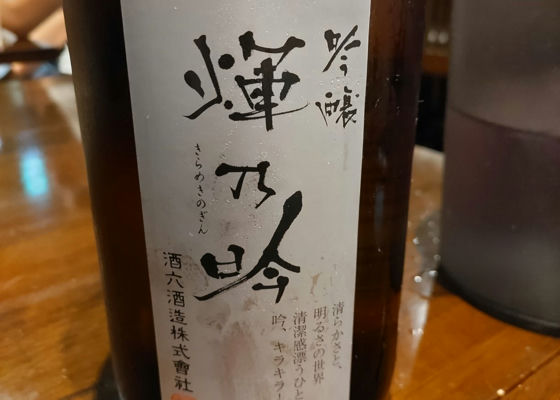 吟醸
輝乃吟
きらめきのぎん
清らかさと、
明るさの世界
清潔感漂うひと
吟、キラキラ
酒六酒造株式會社